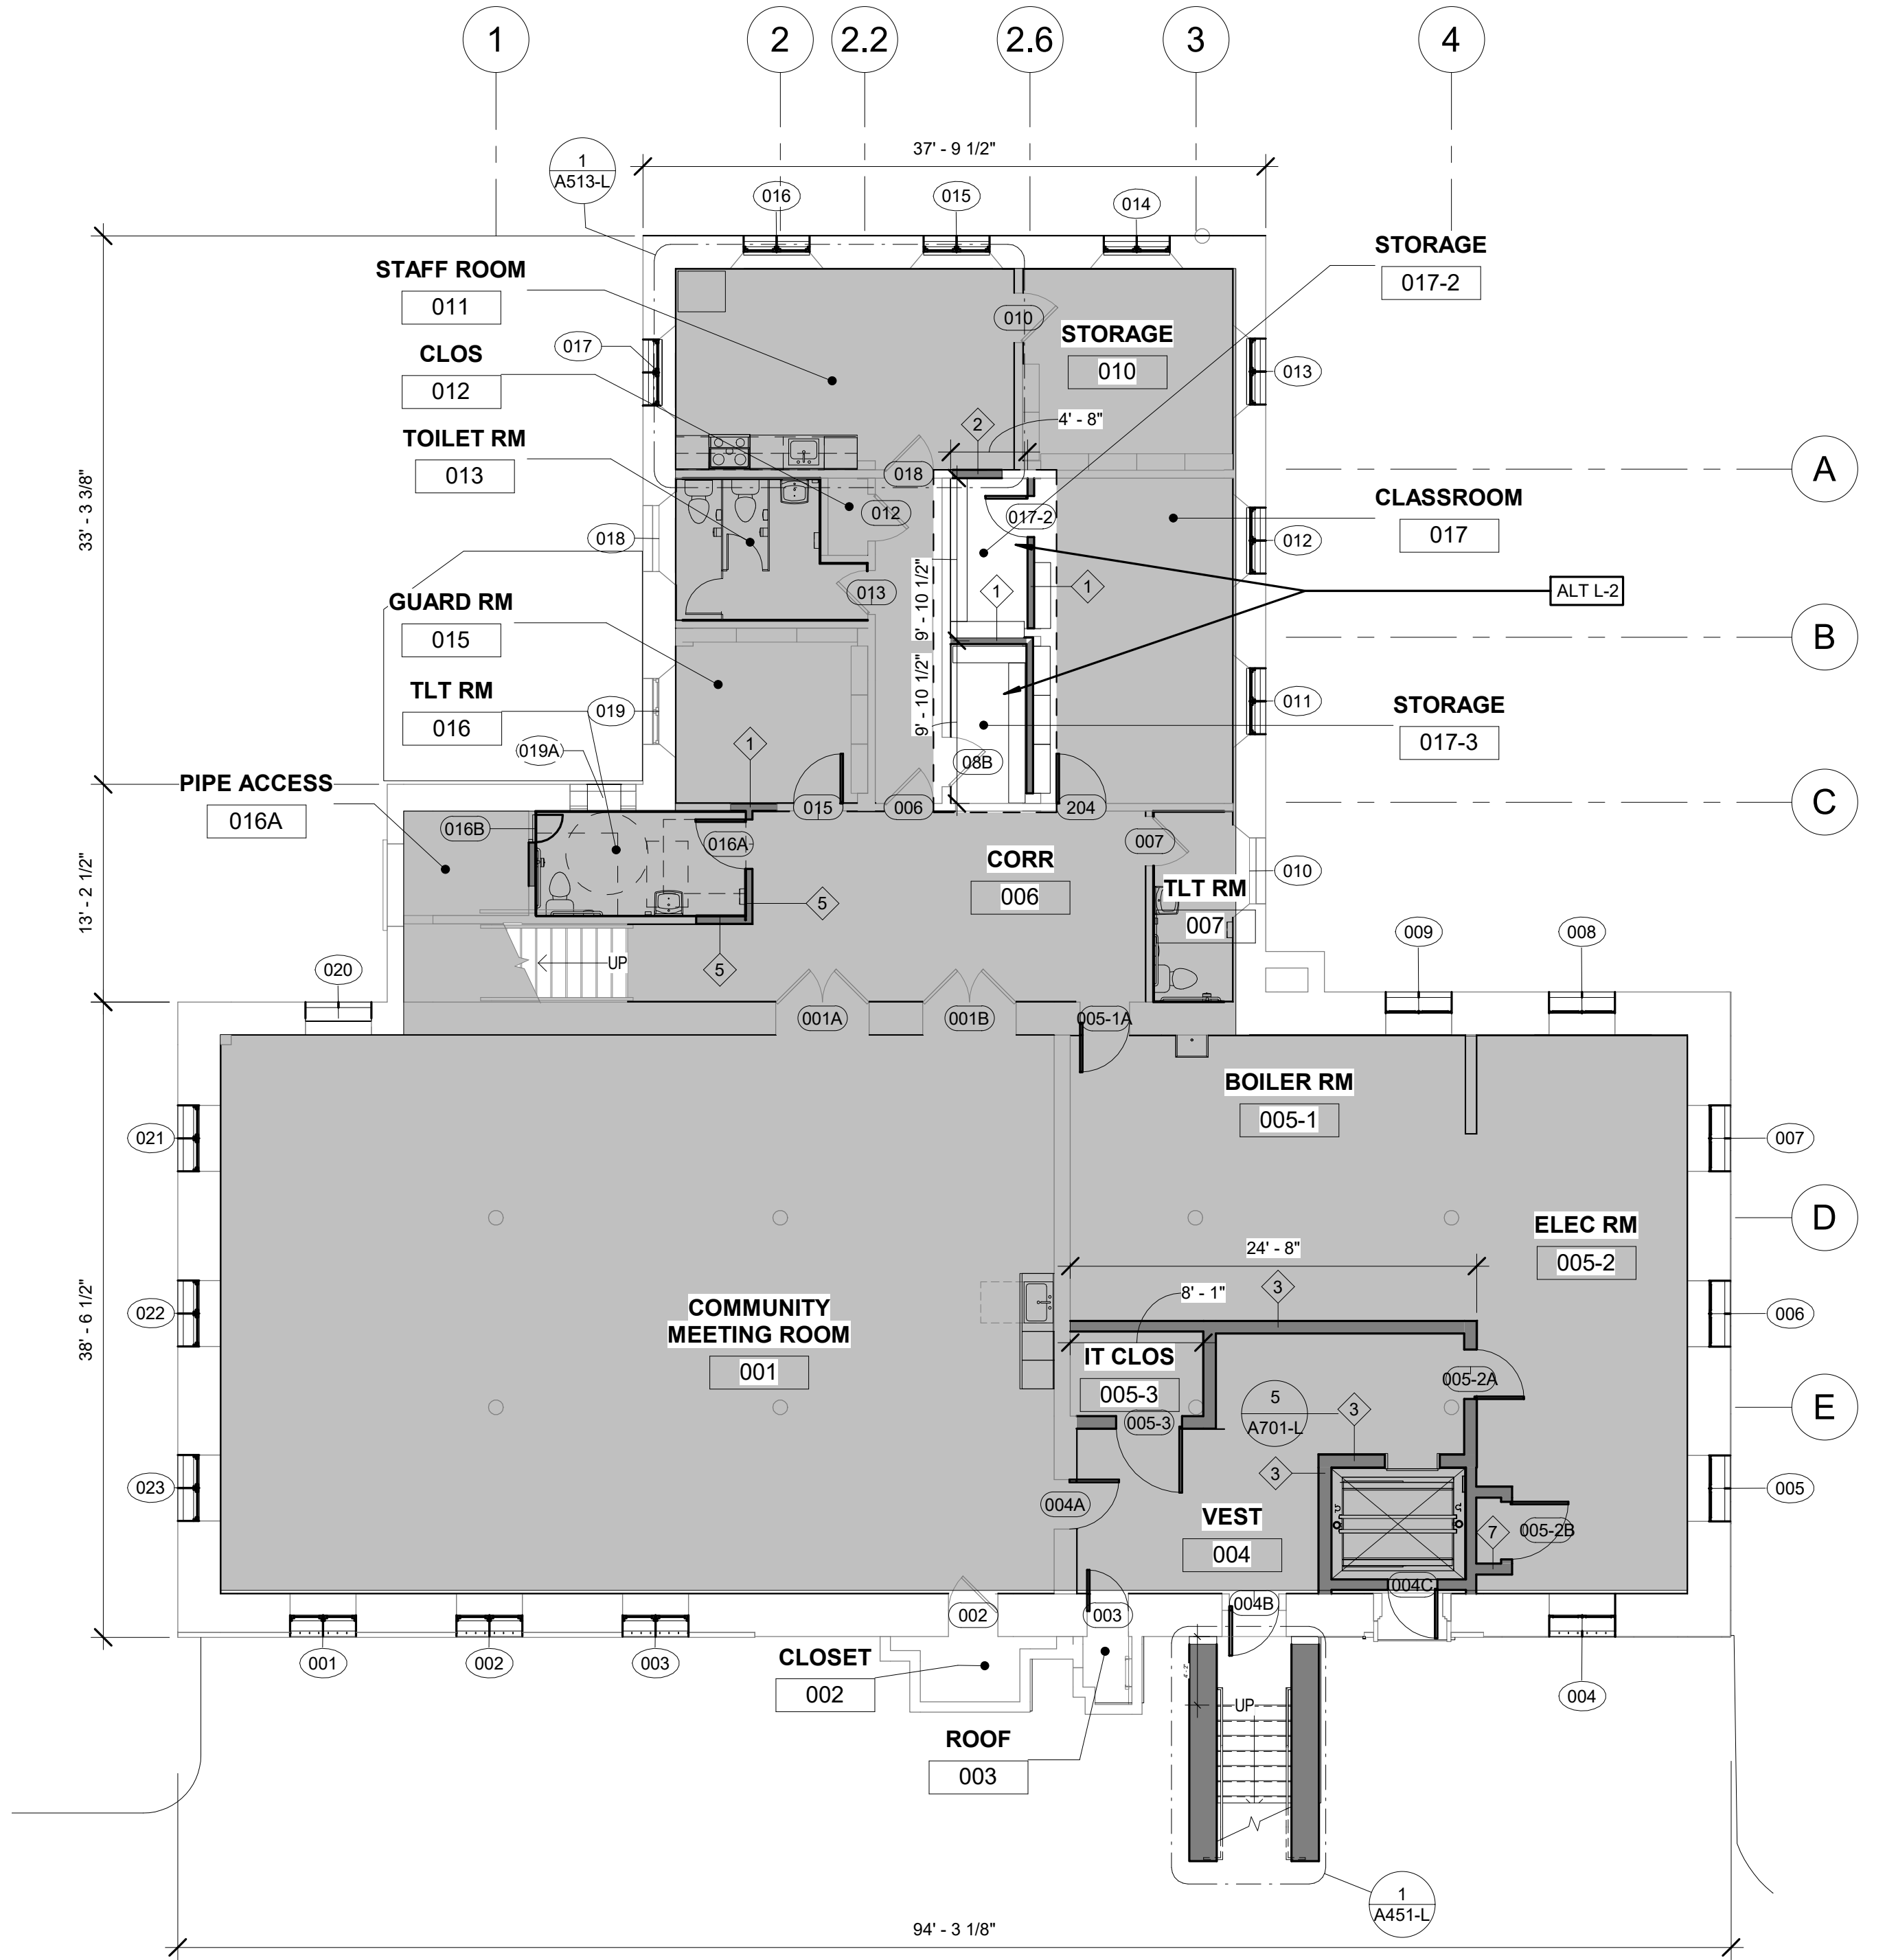 1
2
2.2
2.6
3
4
37' - 9 1/2"
1
A513-L
016
015
014
STORAGE
017-2
STAFF ROOM
011
010
STORAGE
010
017
013
CLOS
012
4' - 8"
2
TOILET RM
013
018
A
CLASSROOM
017
33' - 3 3/8"
012
017-2
018
012
9' - 10 1/2"
1
1
ALT L-2
013
GUARD RM
015
B
9' - 10 1/2"
TLT RM
016
019
011
STORAGE
017-3
019A
1
08B
PIPE ACCESS
016A
015
006
204
C
016B
016A
007
13' - 2 1/2"
CORR
006
010
TLT RM
007
5
5
UP
009
008
020
001A
001B
005-1A
BOILER RM
005-1
021
007
D
ELEC RM
005-2
24' - 8"
8' - 1"
3
38' - 6 1/2"
022
COMMUNITY
MEETING ROOM
001
006
IT CLOS
005-3
005-2A
5
A701-L
3
E
005-3
3
023
004A
005
VEST
004
7
005-2B
004C
004B
002
003
001
002
003
CLOSET
002
004
4' - 2"
UP
ROOF
003
1
A451-L
94' - 3 1/8"